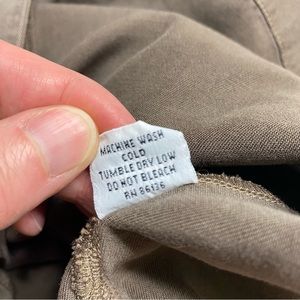 MACHINE WASH
COLD
TUMBLE DRY LOW
DO NOT BLEACH
RN 86136